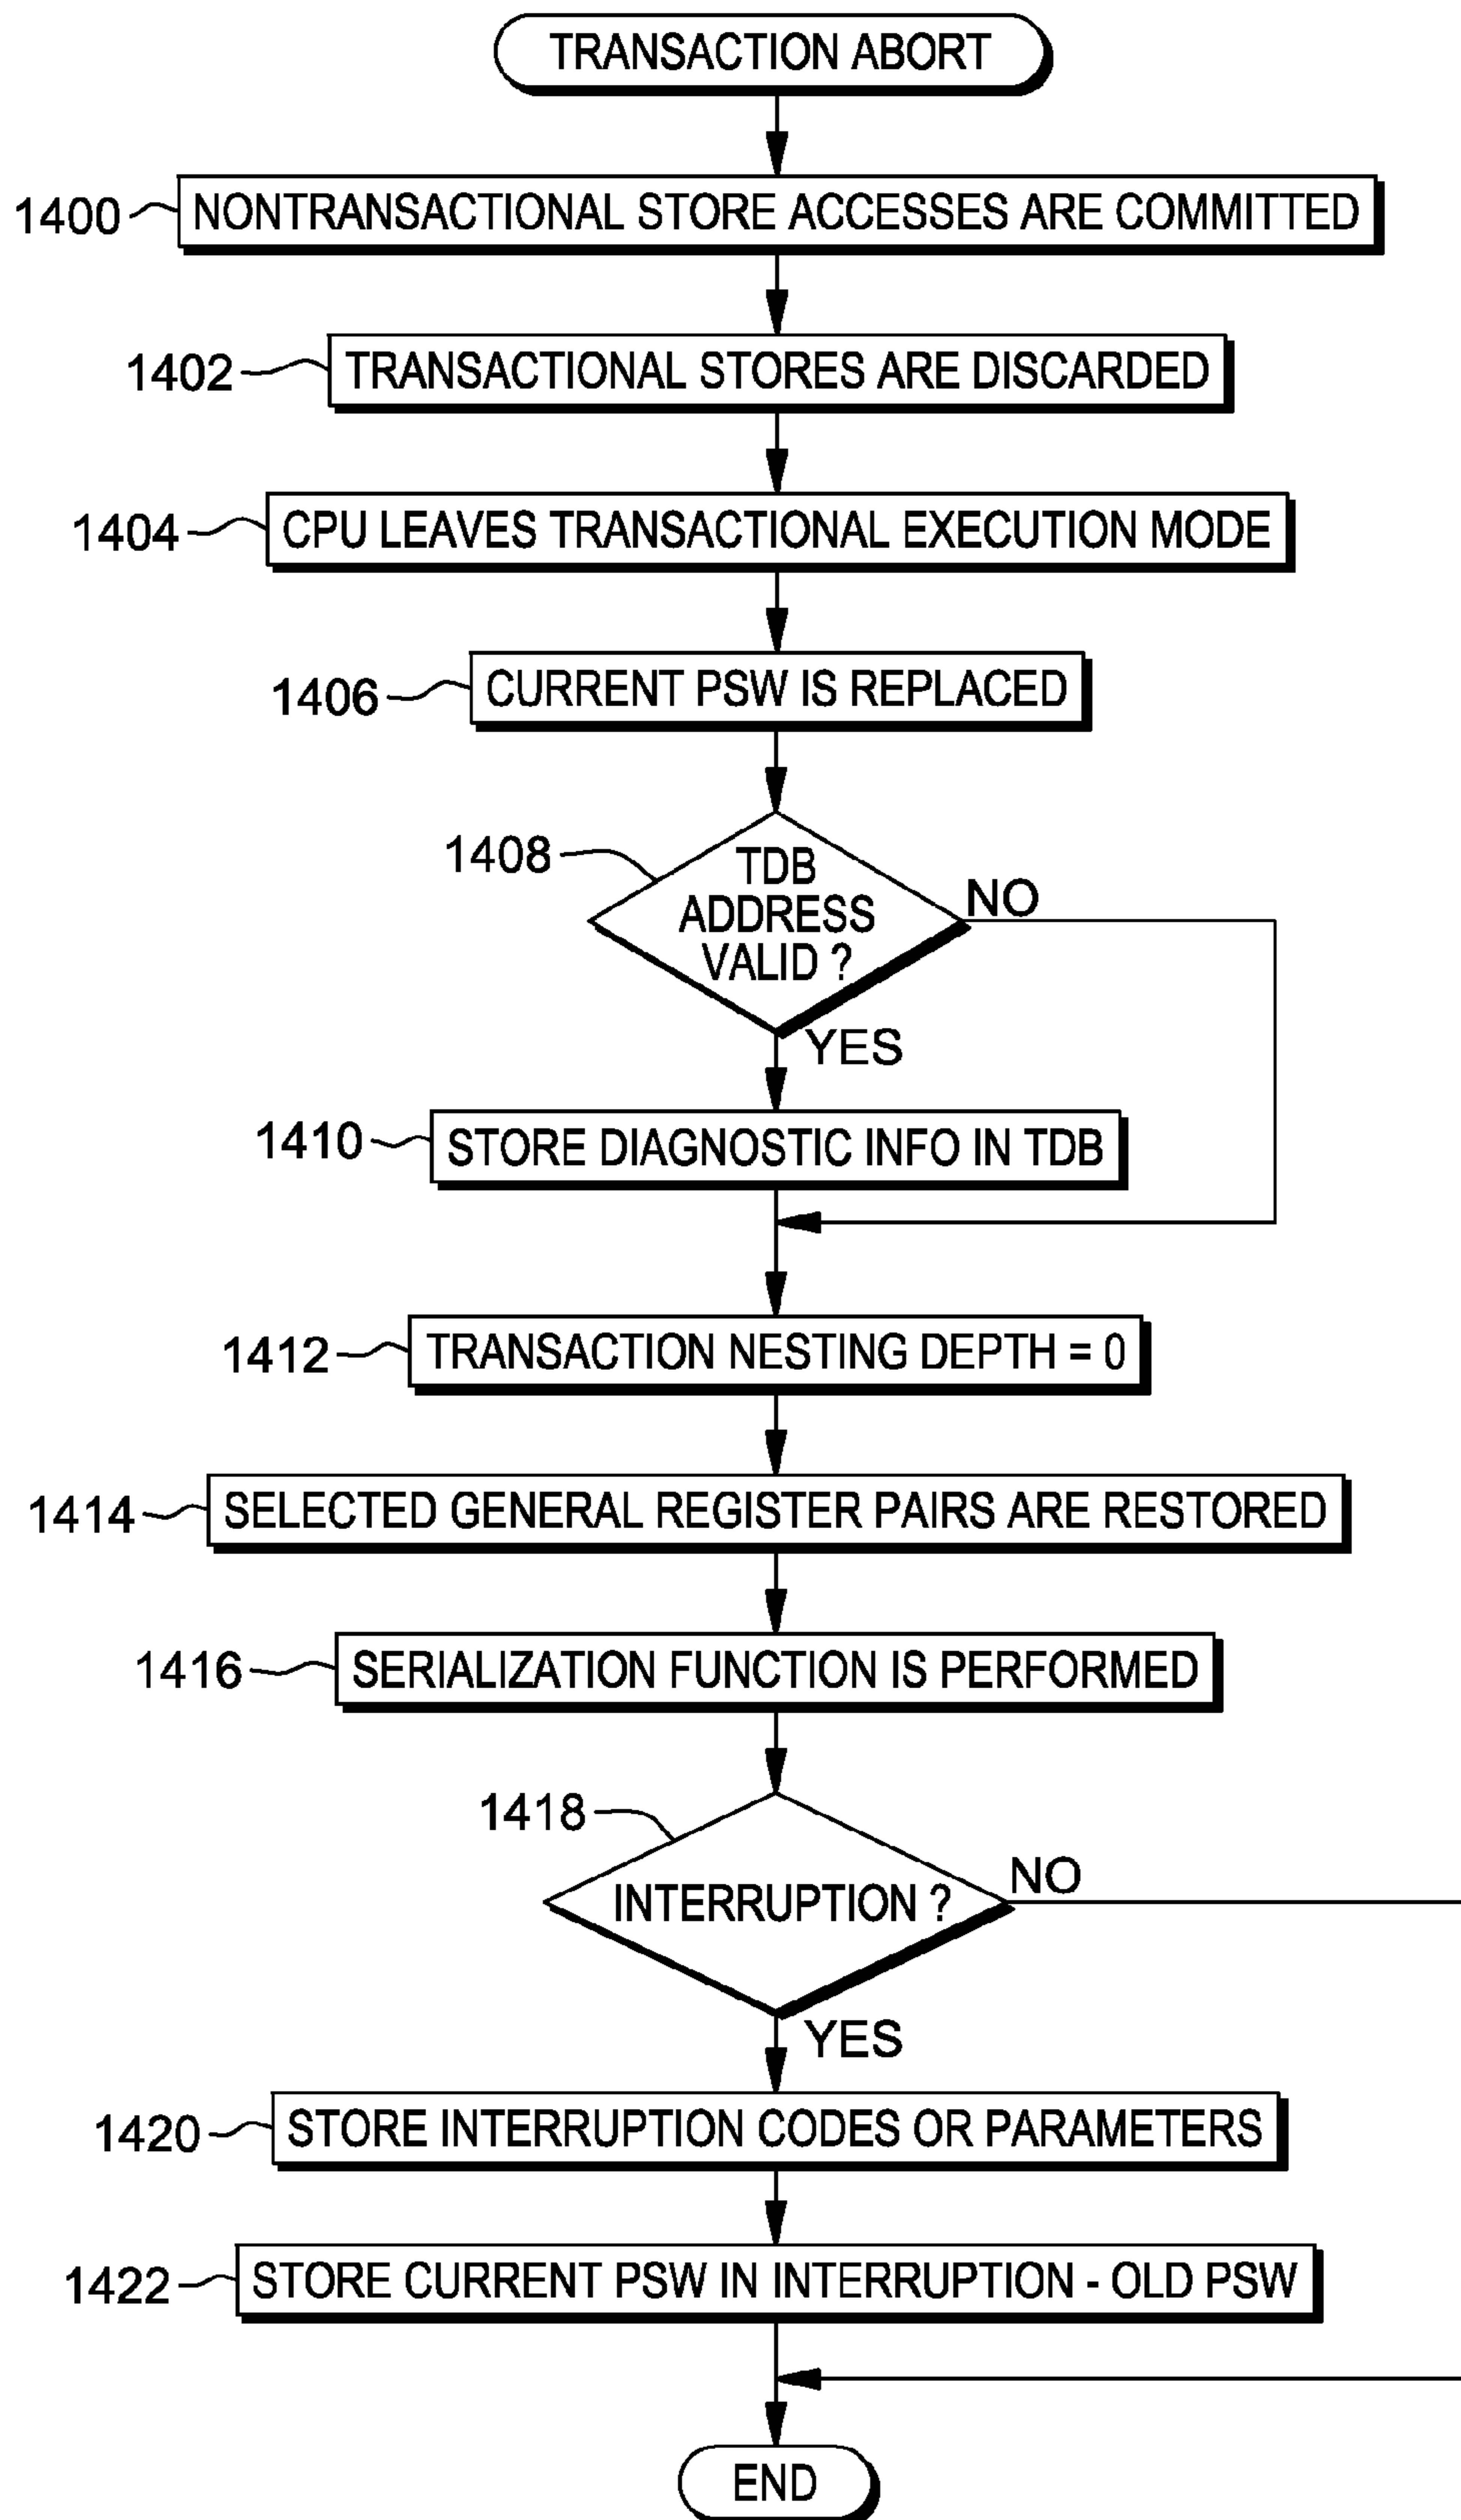 TRANSACTION ABORT
1400
NONTRANSACTIONAL STORE ACCESSES ARE COMMITTED
1402
TRANSACTIONAL STORES ARE DISCARDED
1404
CPU LEAVES TRANSACTIONAL EXECUTION MODE
1406
CURRENT PSW IS REPLACED
1408
TDB
ADDRESS
VALID ?
NO
YES
1410
STORE DIAGNOSTIC INFO IN TDB
1412
TRANSACTION NESTING DEPTH = 0
1414
SELECTED GENERAL REGISTER PAIRS ARE RESTORED
1416
SERIALIZATION FUNCTION IS PERFORMED
1418
INTERRUPTION ?
NO
YES
1420
STORE INTERRUPTION CODES OR PARAMETERS
1422
STORE CURRENT PSW IN INTERRUPTION - OLD PSW
END